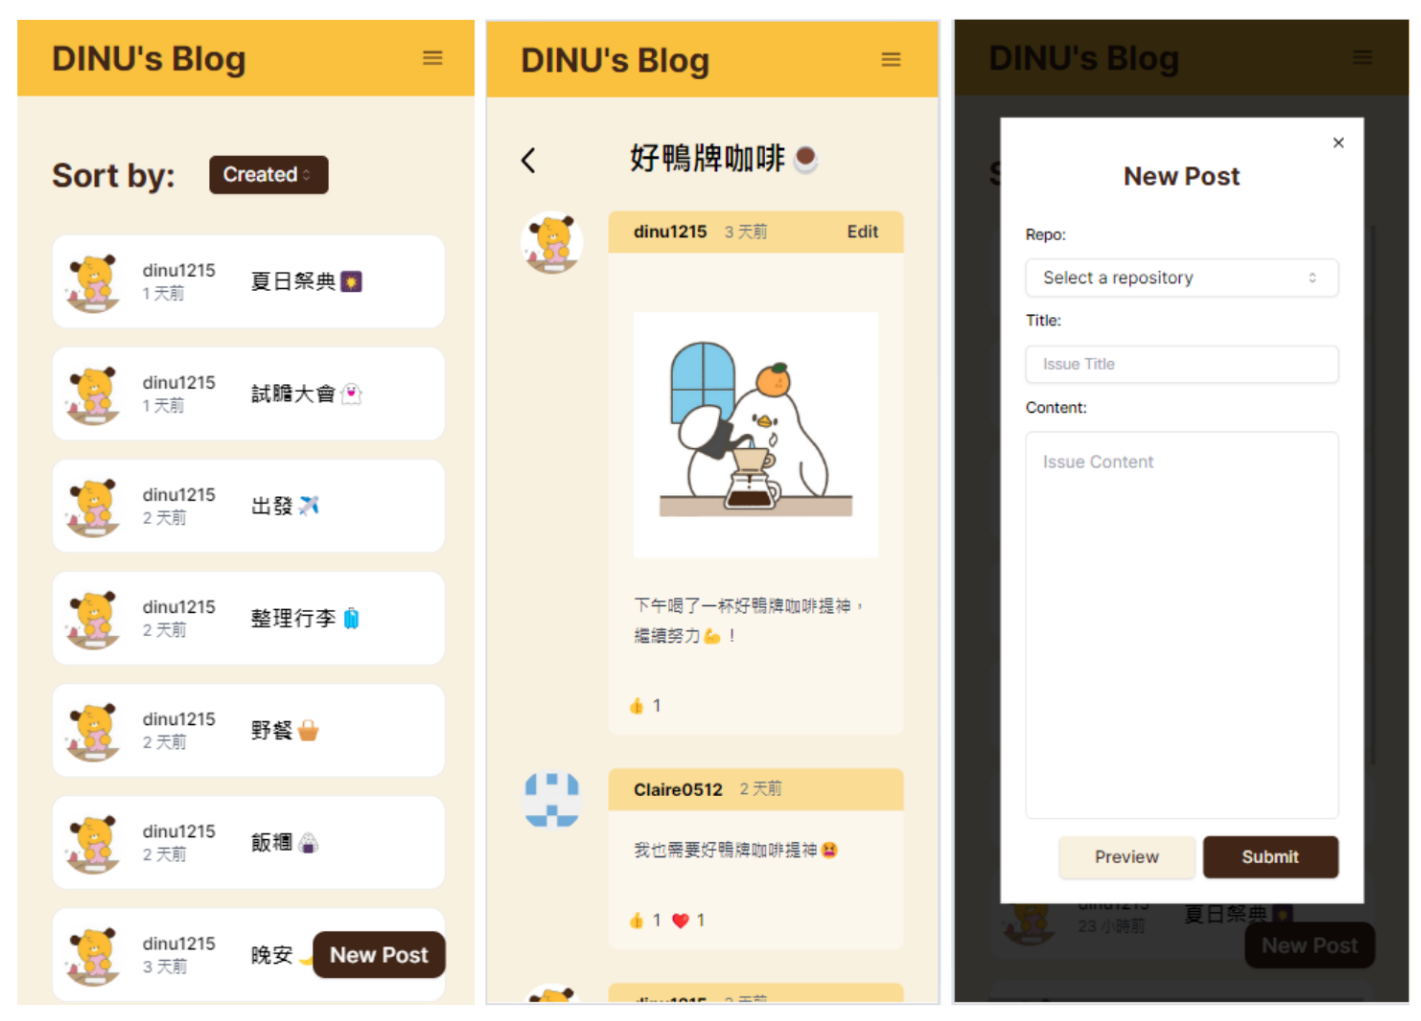 DINU's Blog
Sort by:
Created
dinu1215
1 天前
夏日祭典
dinu1215
1 天前
試膽大會
dinu1215
2 天前
出發
dinu1215
2 天前
整理行李
dinu1215
2 天前
野餐
dinu1215
2 天前
飯糰
dinu1215
3 天前
晚安
New Post
DINU's Blog
好鴨牌咖啡
dinu1215 3 天前 Edit
下午喝了一杯好鴨牌咖啡提神，
繼續努力！
1
Claire0512 2 天前
我也需要好鴨牌咖啡提神
1 1
dinu1215 2 天前
DINU's Blog
New Post
Repo:
Select a repository
Title:
Issue Title
Content:
Issue Content
Preview
Submit
dinu1215
23 小時前
夏日祭典
New Post